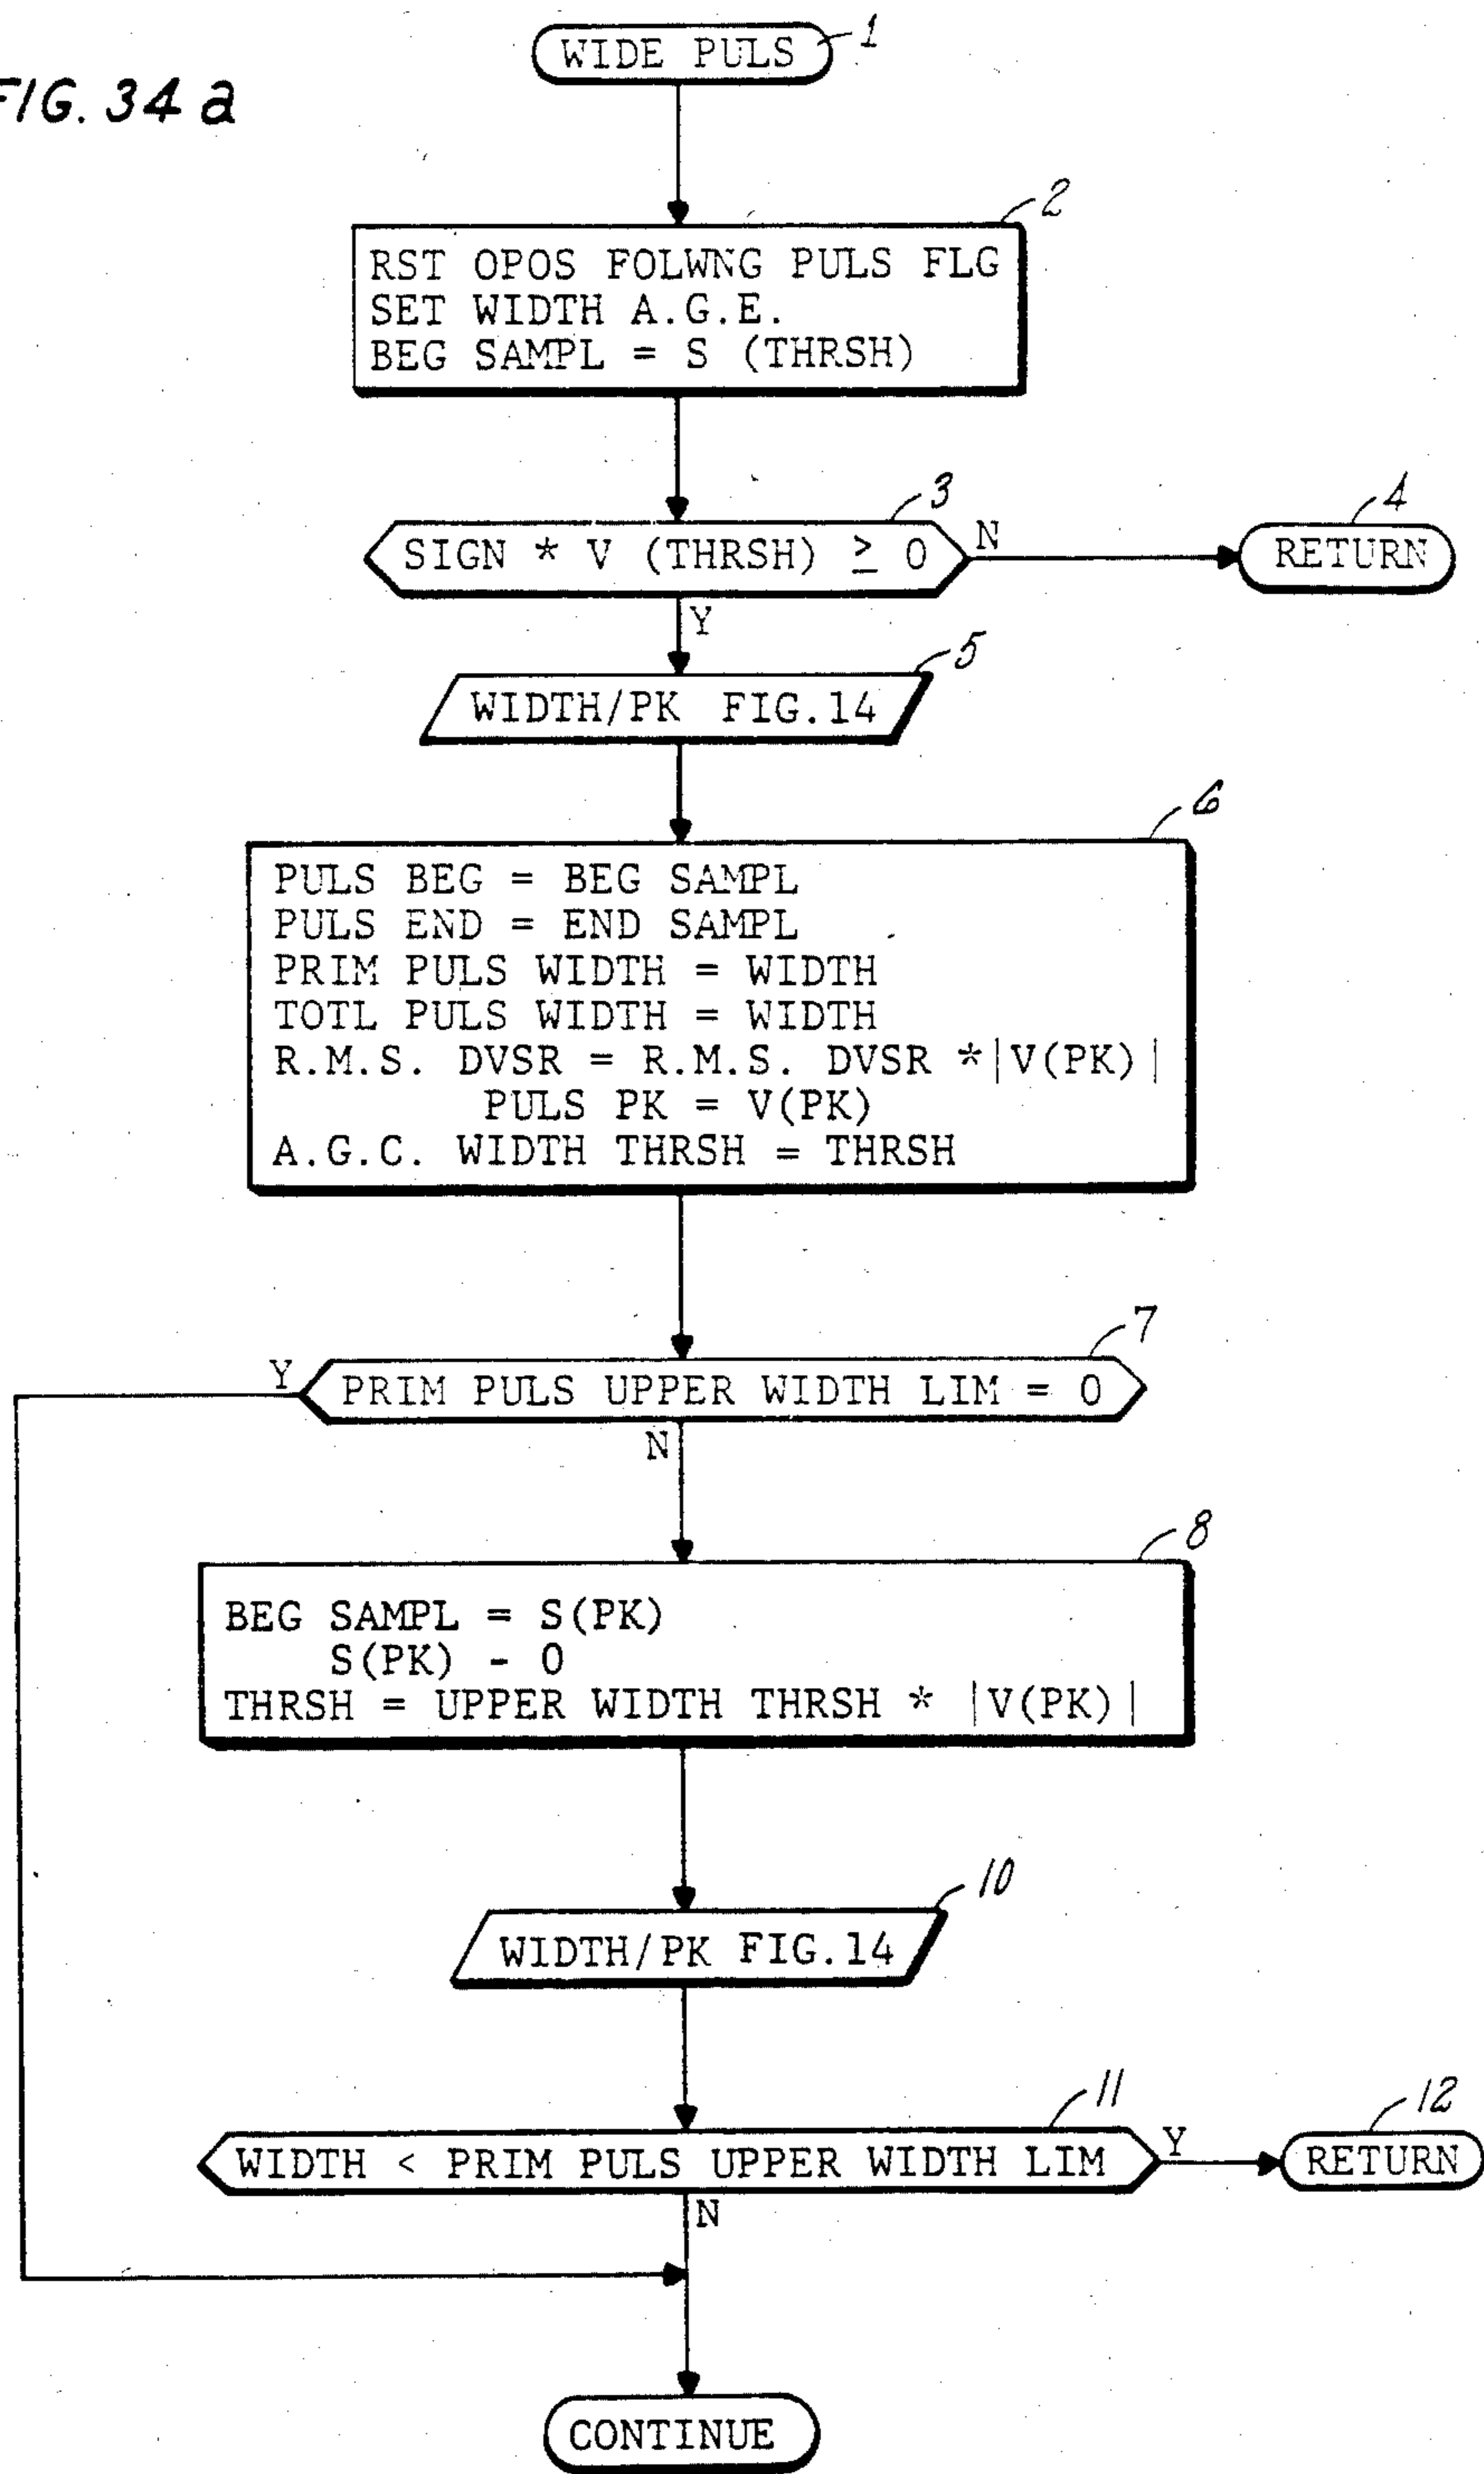 FIG. 34 a
WIDE PULS
1
2
RST OPOS FOLWNG PULS FLG
SET WIDTH A.G.E.
BEG SAMPL = S (THRSH)
3
SIGN * V (THRSH) ≥ 0
N
4
RETURN
Y
5
WIDTH/PK FIG.14
6
PULS BEG = BEG SAMPL
PULS END = END SAMPL
PRIM PULS WIDTH = WIDTH
TOTL PULS WIDTH = WIDTH
R.M.S. DVSR = R.M.S. DVSR *|V(PK)|
PULS PK = V(PK)
A.G.C. WIDTH THRSH = THRSH
7
Y
PRIM PULS UPPER WIDTH LIM = 0
N
8
BEG SAMPL = S(PK)
S(PK) - 0
THRSH = UPPER WIDTH THRSH * |V(PK)|
10
WIDTH/PK FIG.14
11
WIDTH < PRIM PULS UPPER WIDTH LIM
Y
12
RETURN
N
CONTINUE